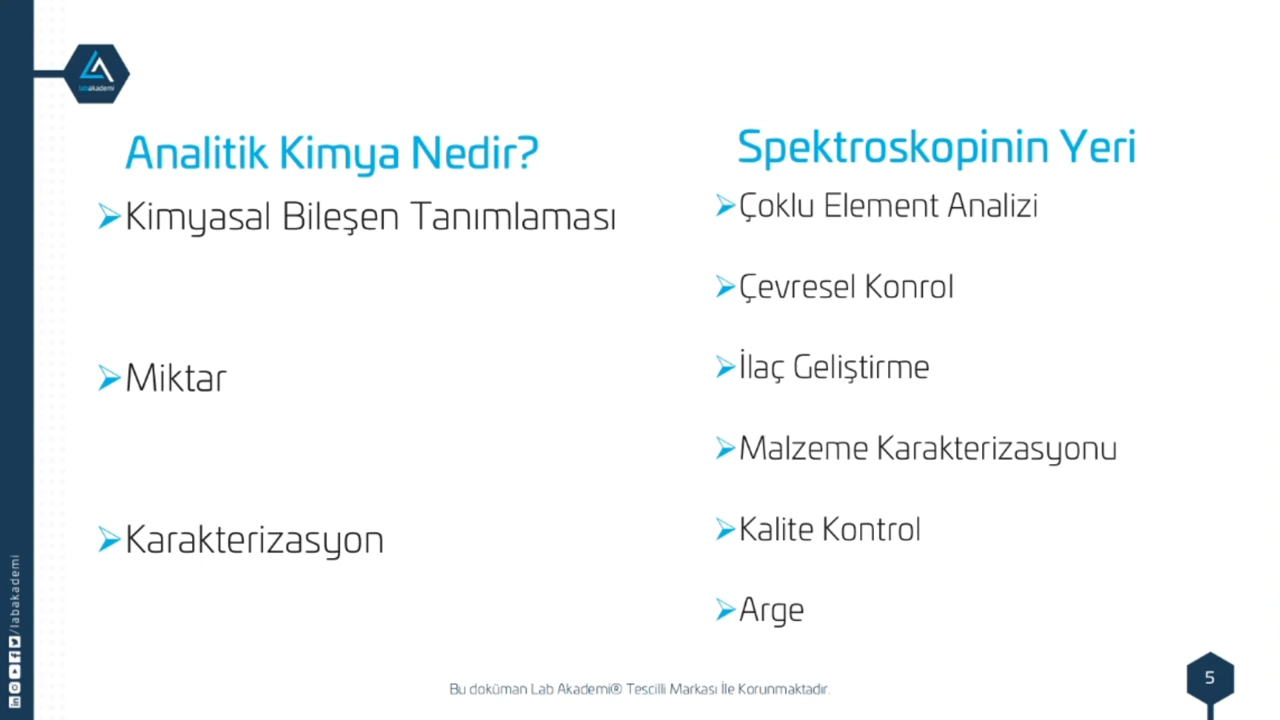 labakademi
Analitik Kimya Nedir?
Kimyasal Bileşen Tanımlaması
Miktar
Karakterizasyon
Spektroskopinin Yeri
Çoklu Element Analizi
Çevresel Konrol
İlaç Geliştirme
Malzeme Karakterizasyonu
Kalite Kontrol
Arge
/labakademi
Bu doküman Lab Akademi® Tescilli Markası İle Korunmaktadır.
5